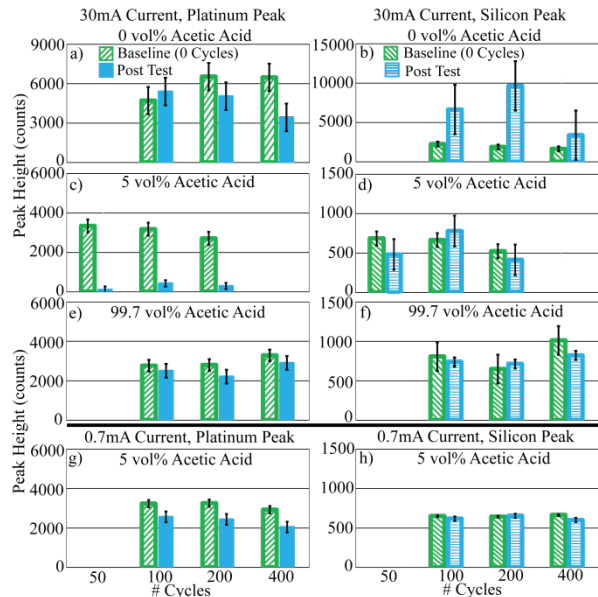 30mA Current, Platinum Peak
0 vol% Acetic Acid
30mA Current, Silicon Peak
0 vol% Acetic Acid
a)
Baseline (0 Cycles)
Post Test
9000
6000
3000
0
b)
Baseline (0 Cycles)
Post Test
15000
10000
5000
0
c)
5 vol% Acetic Acid
6000
4000
2000
0
d)
5 vol% Acetic Acid
1500
1000
500
0
e)
99.7 vol% Acetic Acid
6000
4000
2000
0
f)
99.7 vol% Acetic Acid
1500
1000
500
0
Peak Height (counts)
0.7mA Current, Platinum Peak
0.7mA Current, Silicon Peak
g)
5 vol% Acetic Acid
6000
4000
2000
0
h)
5 vol% Acetic Acid
1500
1000
500
0
Peak Height (counts)
50 100 200 400
# Cycles
50 100 200 400
# Cycles